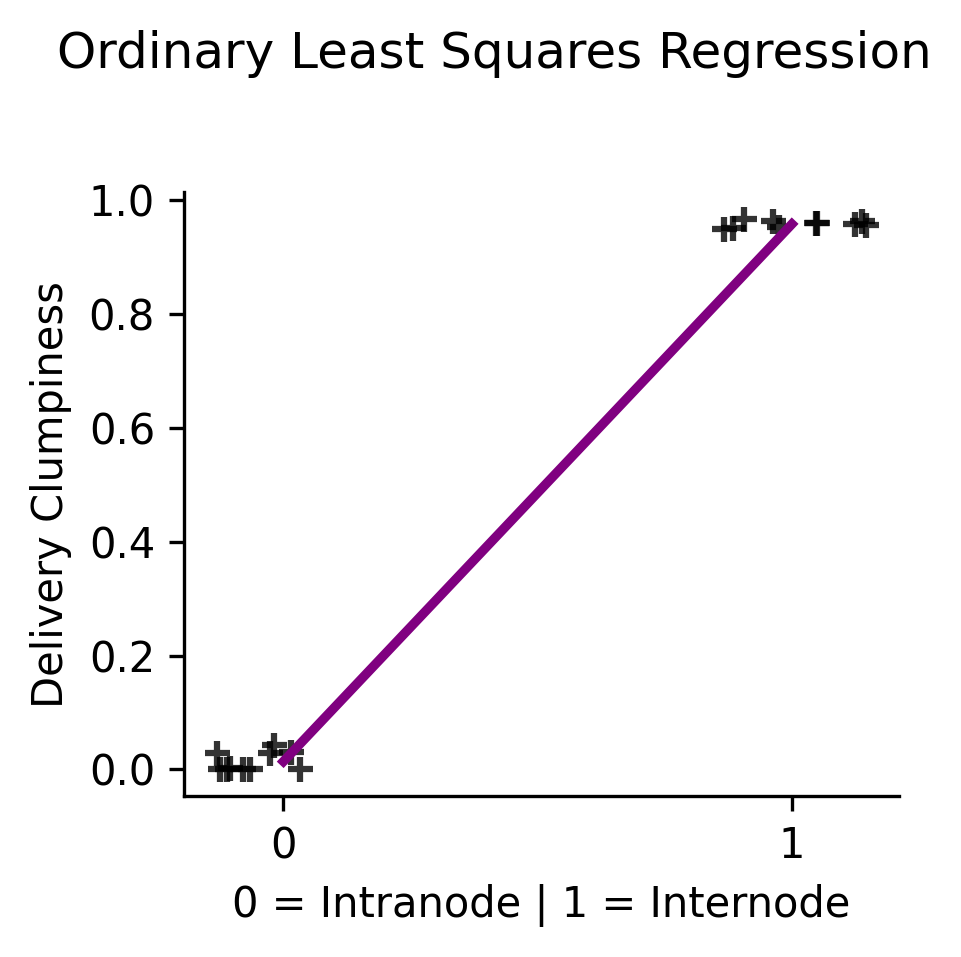 Ordinary Least Squares Regression
1.0
0.8
0.6
0.4
0.2
0.0
Delivery Clumpiness
0 1
0 = Intranode | 1 = Internode